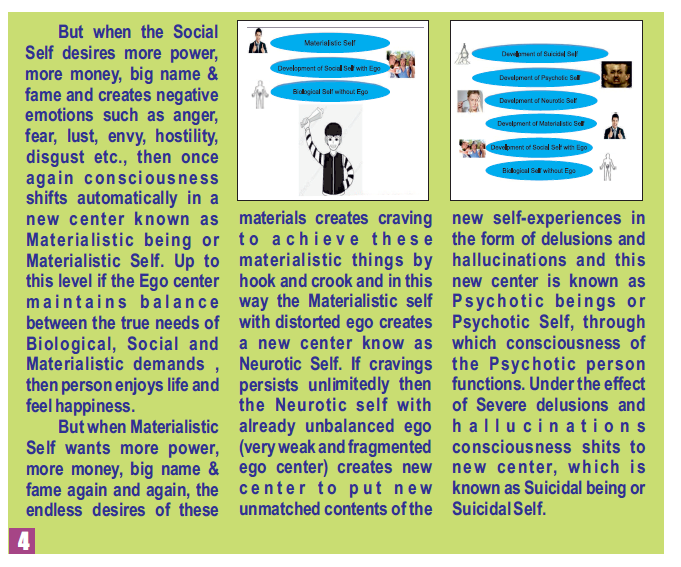 But when the Social
Self desires more power,
more money, big name &
fame and creates negative
emotions such as anger,
fear, lust, envy, hostility,
disgust etc., then once
again consciousness
shifts automatically in a
new center known as
Materialistic being or
Materialistic Self. Up to
this level if the Ego center
maintains balance
between the true needs of
Biological, Social and
Materialistic demands ,
then person enjoys life and
feel happiness.
But when Materialistic
Self wants more power,
more money, big name &
fame again and again, the
endless desires of these
Materialistic Self
Development of Social Self with Ego
Biological Self without Ego
materials creates craving
to achieve these
materialistic things by
hook and crook and in this
way the Materialistic self
with distorted ego creates
a new center know as
Neurotic Self. If cravings
persists unlimitedly then
the Neurotic self with
already unbalanced ego
(very weak and fragmented
ego center) creates new
center to put new
unmatched contents of the
Develpment of Suicidal Self
Develpment of Psychotic Self
Develpment of Neurotic Self
Develpment of Materialistic Self
Develpment of Social Self with Ego
Biological Self without Ego
new self-experiences in
the form of delusions and
hallucinations and this
new center is known as
Psychotic beings or
Psychotic Self, through
which consciousness of
the Psychotic person
functions. Under the effect
of Severe delusions and
hallucinations
consciousness shits to
new center, which is
known as Suicidal being or
Suicidal Self.
4